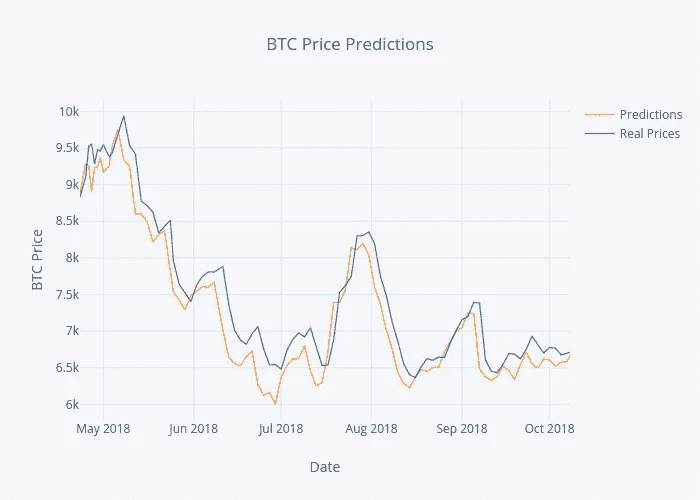 BTC Price Predictions
10k
9.5k
9k
8.5k
8k
7.5k
7k
6.5k
6k
BTC Price
May 2018
Jun 2018
Jul 2018
Aug 2018
Sep 2018
Oct 2018
Date
Predictions
Real Prices